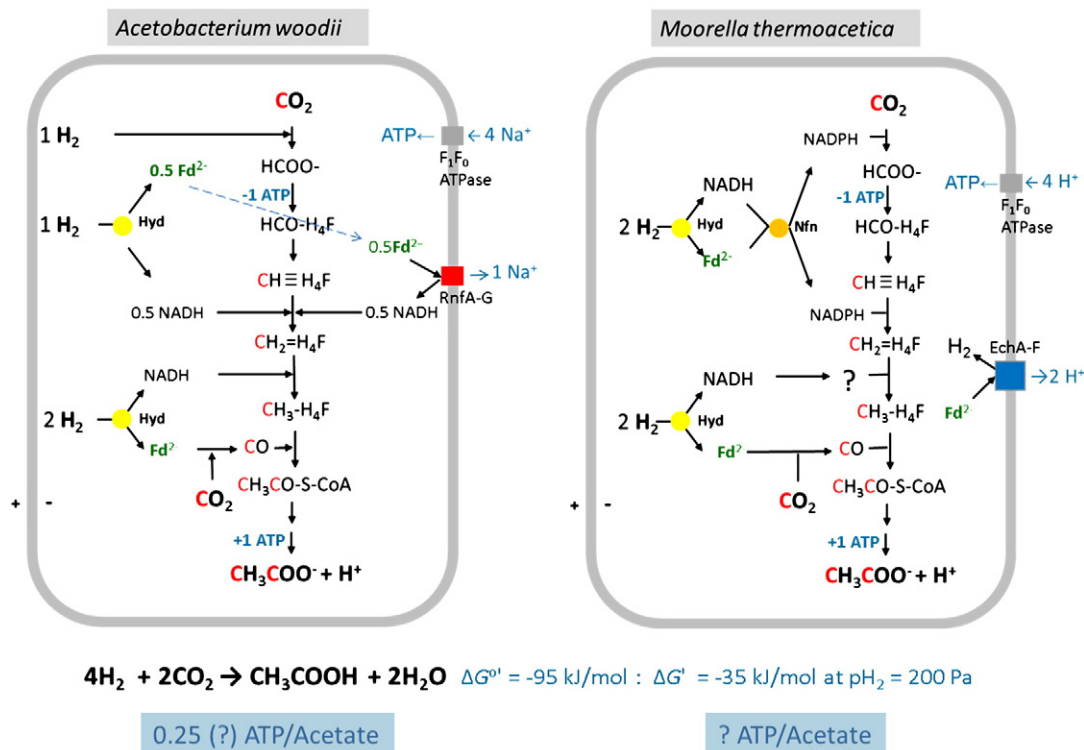 Acetobacterium woodii
CO₂
1 H₂
ATP← ←4 Na⁺
F₁F₀
ATPase
HCOO-
0.5 Fd²⁻
-1 ATP
1 H₂
Hyd
HCO-H₄F
0.5Fd²⁻
→1 Na⁺
CH≡H₄F
RnfA-G
0.5 NADH
0.5 NADH
CH₂=H₄F
NADH
2 H₂
Hyd
CH₃-H₄F
Fd²⁻
CO
CO₂
CH₃CO-S-CoA
+ -
+1 ATP
CH₃COO⁻ + H⁺
Moorella thermoacetica
CO₂
NADPH
HCOO-
ATP← ←4 H⁺
F₁F₀
ATPase
NADH
-1 ATP
2 H₂
Hyd
Nfn
HCO-H₄F
Fd²⁻
CH≡H₄F
NADPH
CH₂=H₄F
H₂
EchA-F
→2 H⁺
NADH
?
Fd²⁻
2 H₂
Hyd
CH₃-H₄F
Fd²⁻
CO
CO₂
CH₃CO-S-CoA
+ -
+1 ATP
CH₃COO⁻ + H⁺
4H₂ + 2CO₂ → CH₃COOH + 2H₂O ΔG°' = -95 kJ/mol : ΔG' = -35 kJ/mol at pH₂ = 200 Pa
0.25 (?) ATP/Acetate
? ATP/Acetate